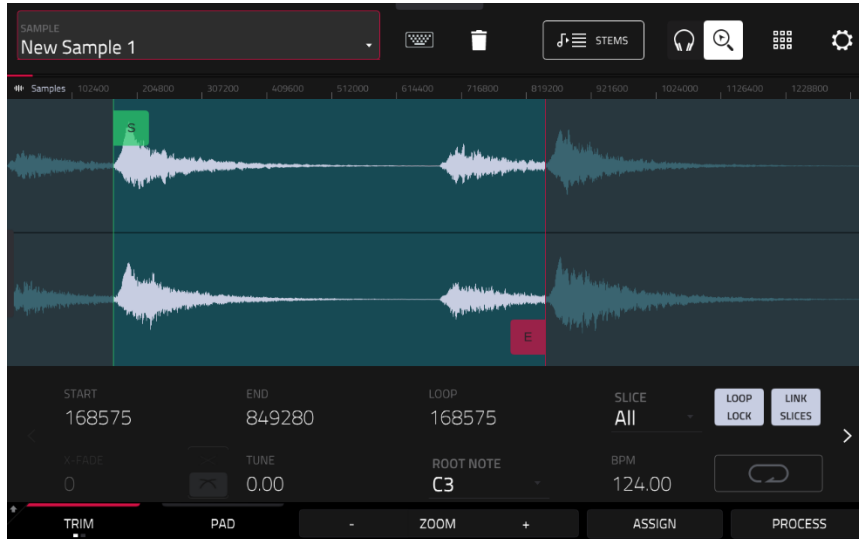 SAMPLE
New Sample 1
STEMS
Samples 102400 204800 307200 409600 512000 614400 716800 819200 921600 1024000 1126400 1228800
S
E
START END LOOP SLICE LOOP LOCK LINK SLICES
168575 849280 168575 All
X-FADE TUNE ROOT NOTE BPM
0 0.00 C3 124.00
TRIM PAD - ZOOM + ASSIGN PROCESS